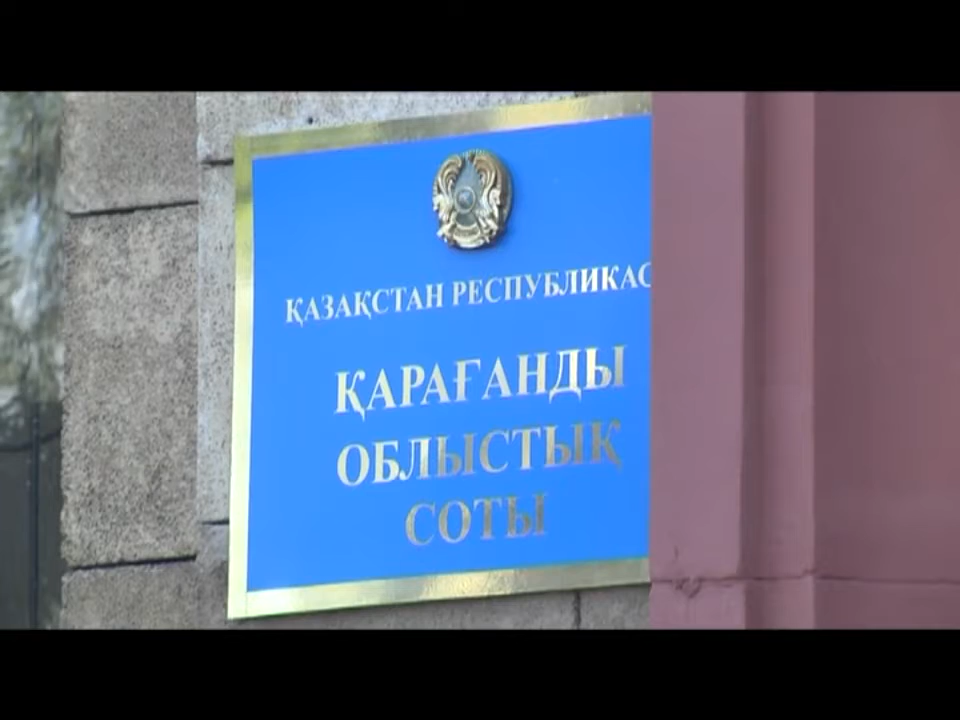 ҚАЗАҚСТАН РЕСПУБЛИКАС
ҚАРАҒАНДЫ
ОБЛЫСТЫҚ
СОТЫ